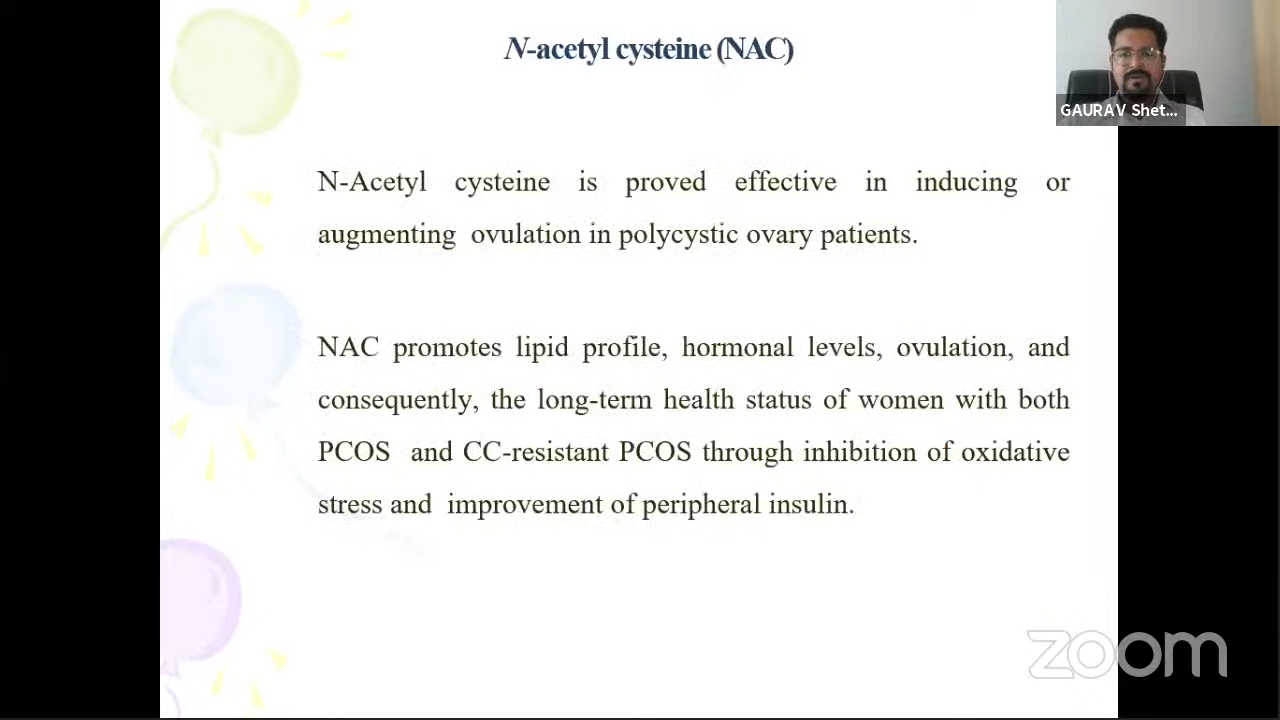 N-acetyl cysteine (NAC)
GAURAV Shet...
N-Acetyl cysteine is proved effective in inducing or
augmenting ovulation in polycystic ovary patients.
NAC promotes lipid profile, hormonal levels, ovulation, and
consequently, the long-term health status of women with both
PCOS and CC-resistant PCOS through inhibition of oxidative
stress and improvement of peripheral insulin.
zoom